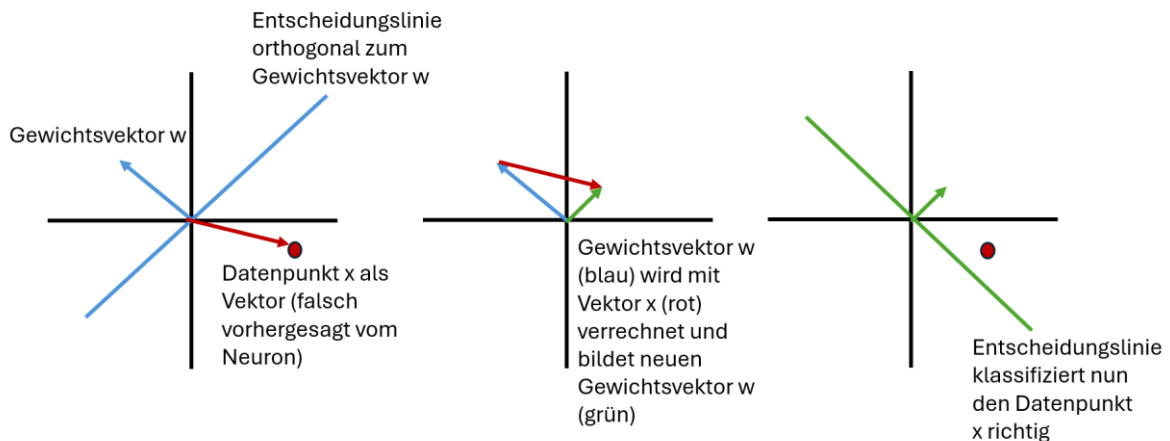 Entscheidungslinie
orthogonal zum
Gewichtsvektor w
Gewichtsvektor w
Datenpunkt x als
Vektor (falsch
vorhergesagt vom
Neuron)
Gewichtsvektor w
(blau) wird mit
Vektor x (rot)
verrechnet und
bildet neuen
Gewichtsvektor w
(grün)
Entscheidungslinie
klassifiziert nun
den Datenpunkt
x richtig